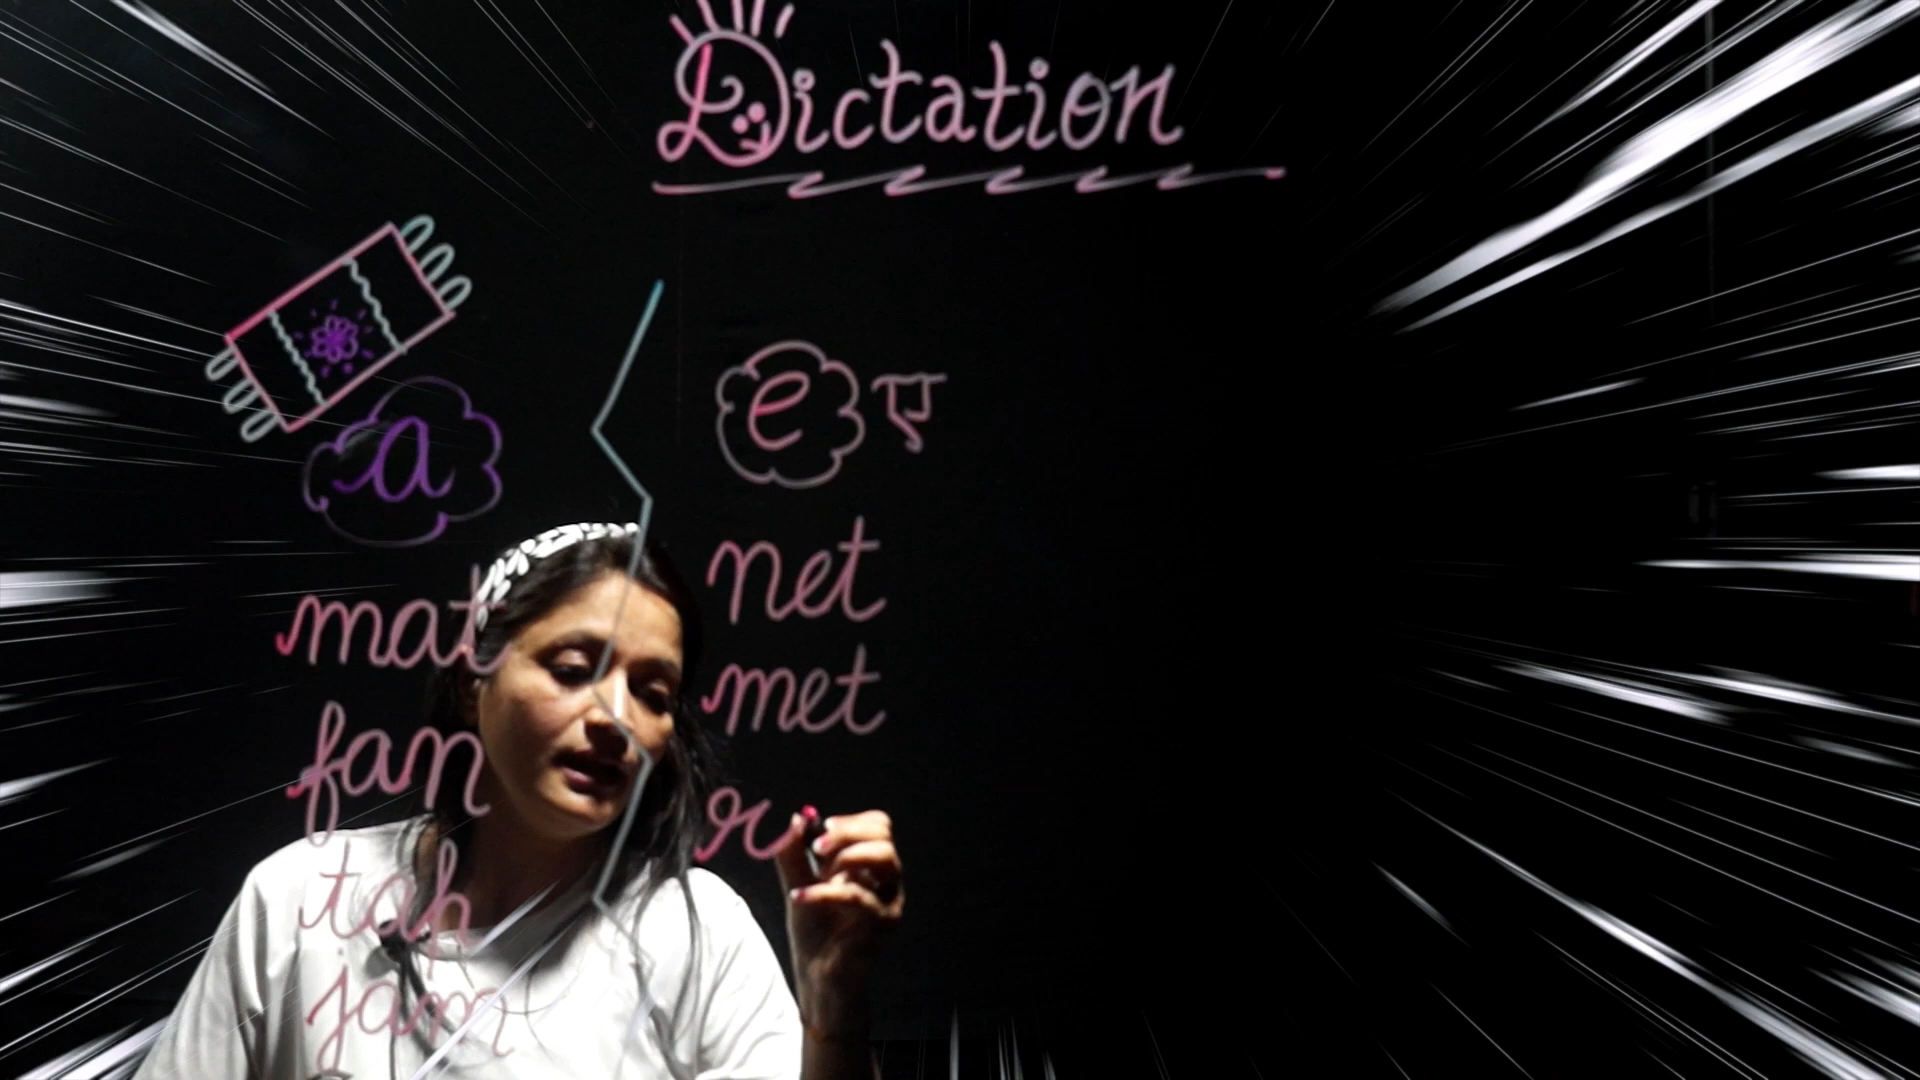 Dictation
a
mat
fan
tap
jam
e ए
net
met
r